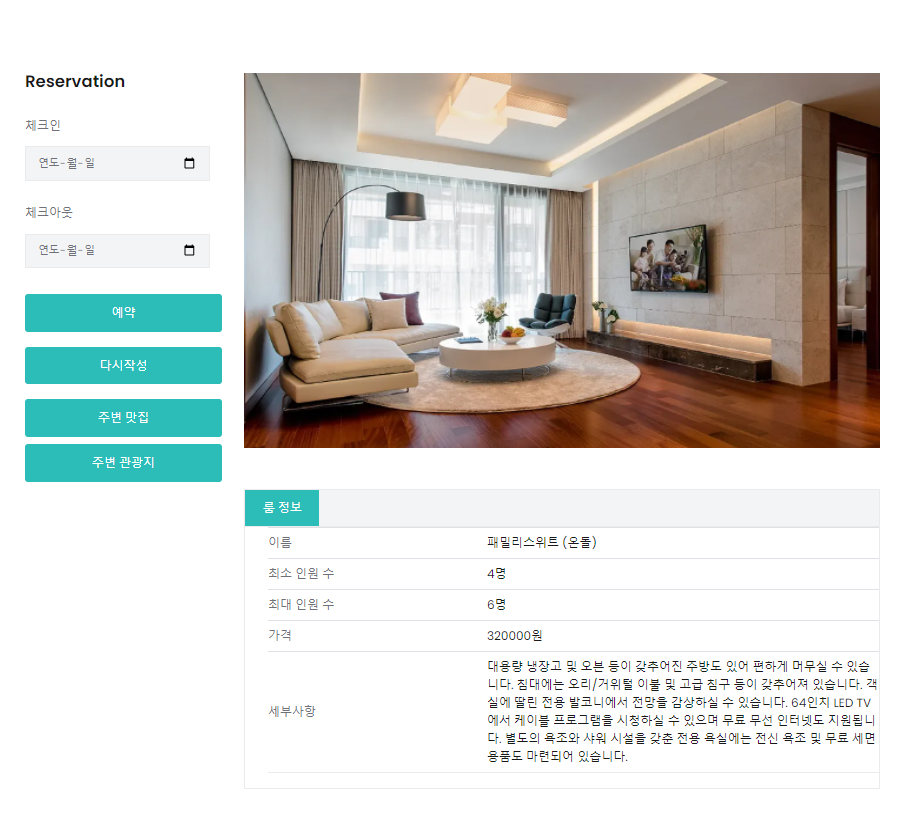 Reservation
체크인
연도-월-일
체크아웃
연도-월-일
예약
다시작성
주변 맛집
주변 관광지
룸 정보
이름 패밀리스위트 (온돌)
최소 인원 수 4명
최대 인원 수 6명
가격 320000원
세부사항
대용량 냉장고 및 오븐 등이 갖추어진 주방도 있어 편하게 머무실 수 있습
니다. 침대에는 오리/거위털 이불 및 고급 침구 등이 갖추어져 있습니다. 객
실에 딸린 전용 발코니에서 전망을 감상하실 수 있습니다. 64인치 LED TV
에서 케이블 프로그램을 시청하실 수 있으며 무료 무선 인터넷도 지원됩니
다. 별도의 욕조와 샤워 시설을 갖춘 전용 욕실에는 전신 욕조 및 무료 세면
용품도 마련되어 있습니다.